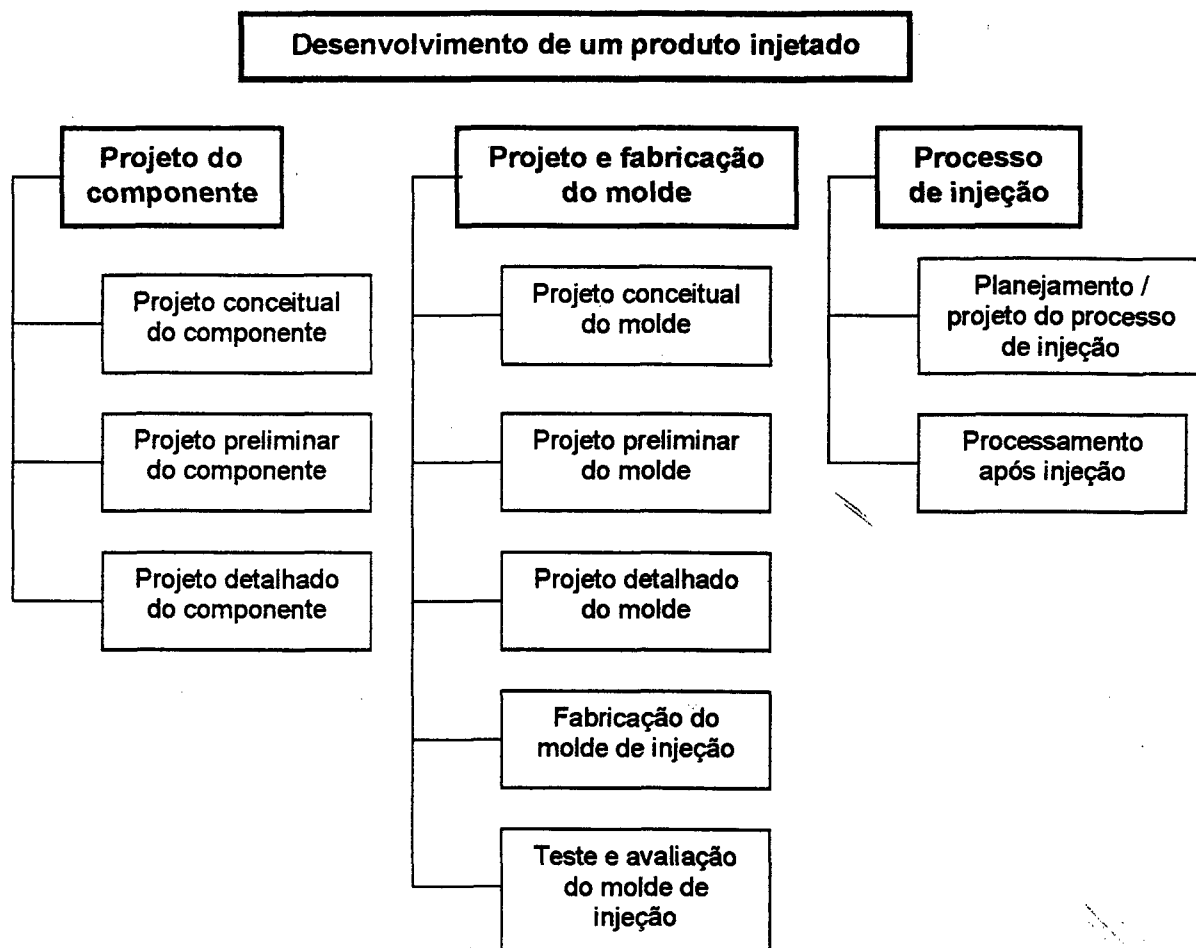 Desenvolvimento de um produto injetado
Projeto do
componente
Projeto conceitual
do componente
Projeto preliminar
do componente
Projeto detalhado
do componente
Projeto e fabricação
do molde
Projeto conceitual
do molde
Projeto preliminar
do molde
Projeto detalhado
do molde
Fabricação do
molde de injeção
Teste e avaliação
do molde de
injeção
Processo
de injeção
Planejamento /
projeto do processo
de injeção
Processamento
após injeção